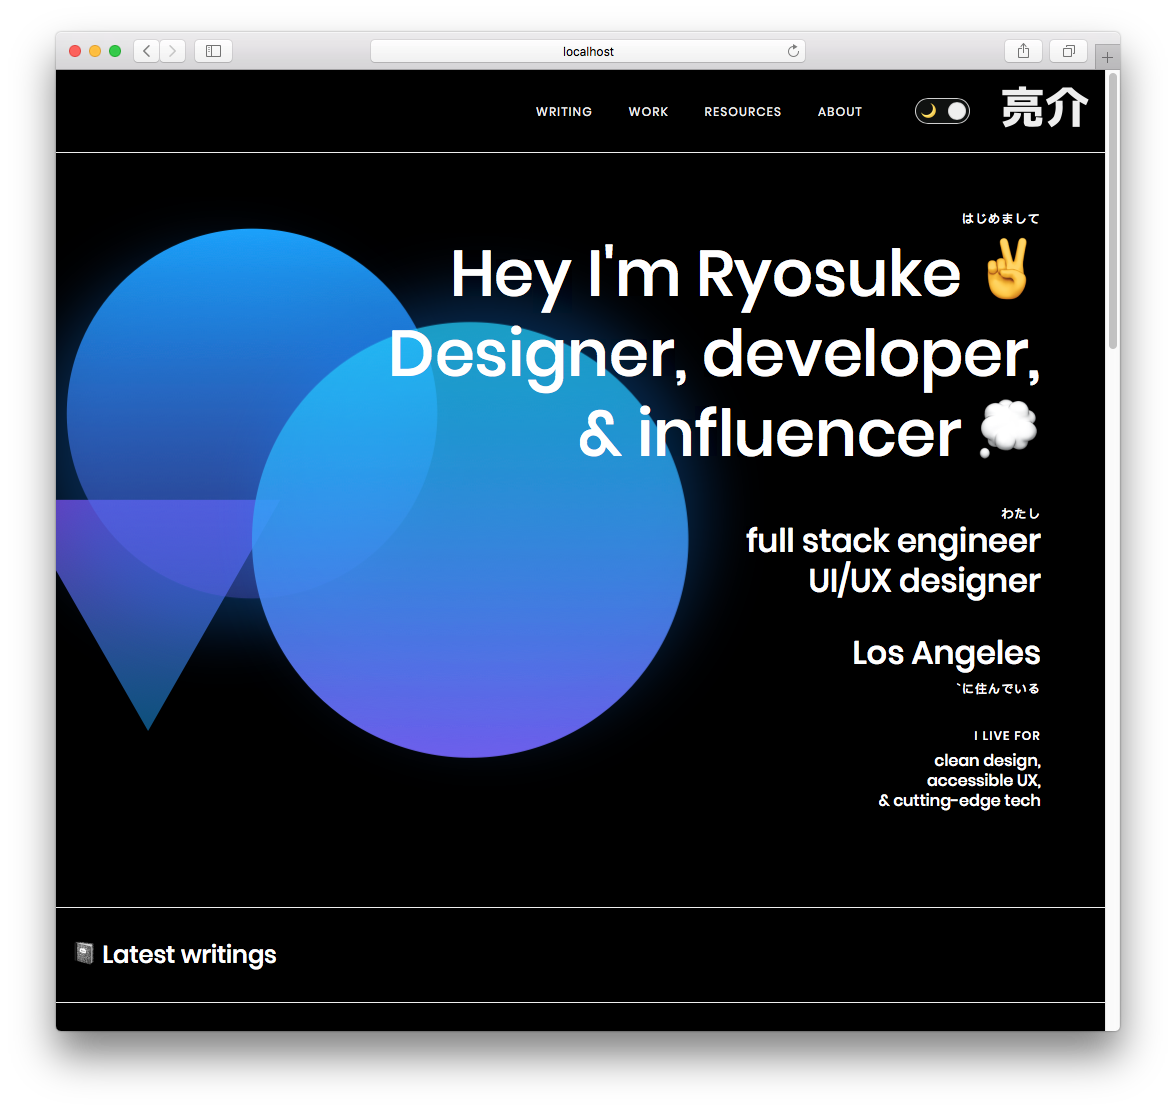 localhost
WRITING WORK RESOURCES ABOUT 亮介
はじめまして
Hey I'm Ryosuke ✌️
Designer, developer,
& influencer 💭
わたし
full stack engineer
UI/UX designer
Los Angeles
`に住んでいる
I LIVE FOR
clean design,
accessible UX,
& cutting-edge tech
📓 Latest writings